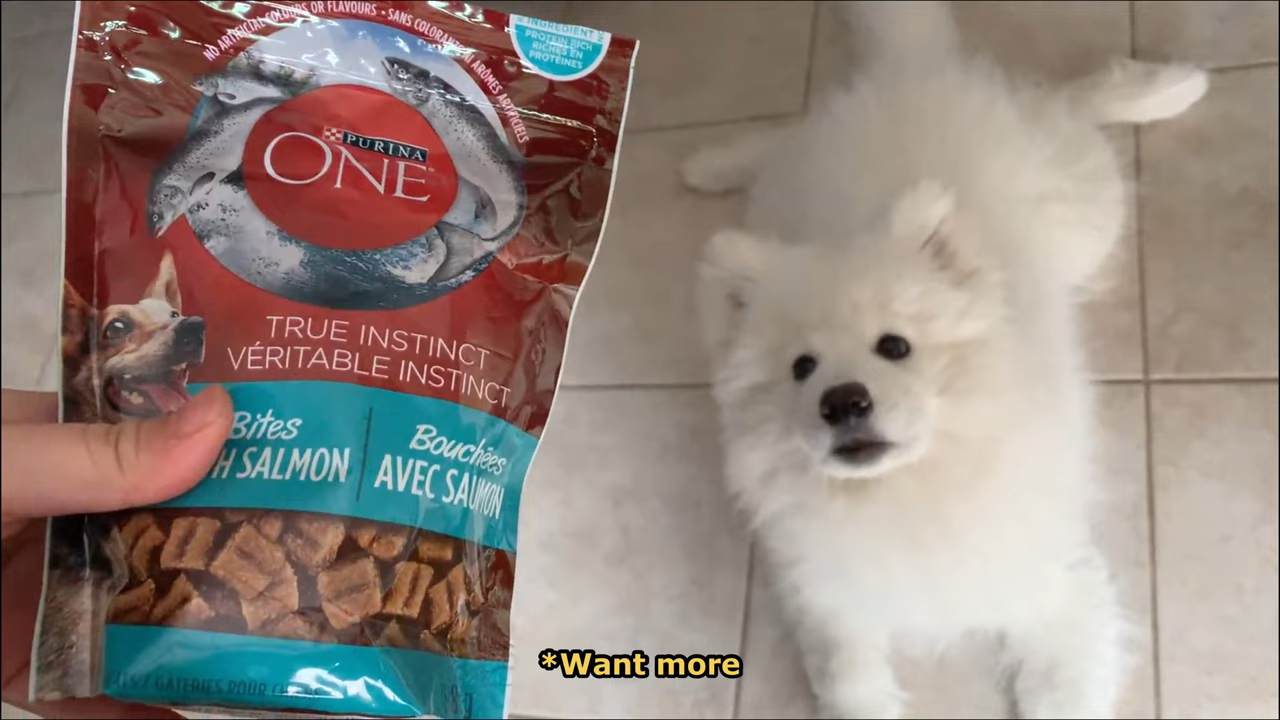 NO ARTIFICIAL COLOURS OR FLAVOURS • SANS COLORANTS NI ARÔMES ARTIFICIELS
INGREDIENT
PROTEIN RICH
RICHES EN
PROTÉINES
PURINA
ONE
TRUE INSTINCT
VÉRITABLE INSTINCT
Bites
H SALMON
Bouchées
AVEC SAUMON
GÂTERIES POUR
*Want more